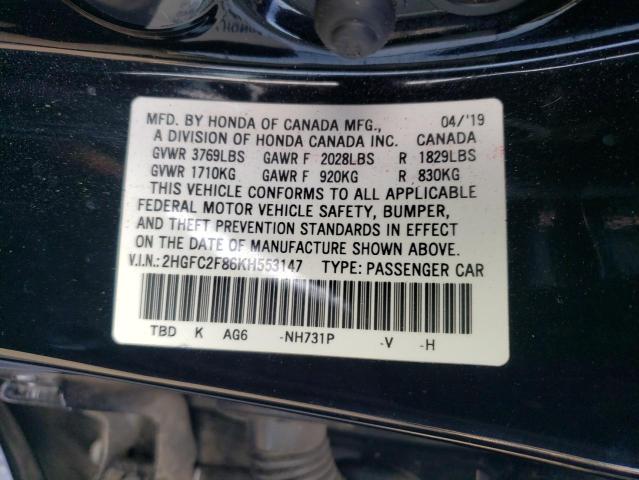 MFD. BY HONDA OF CANADA MFG., 04/'19
A DIVISION OF HONDA CANADA INC. CANADA
GVWR 3769LBS GAWR F 2028LBS R 1829LBS
GVWR 1710KG GAWR F 920KG R 830KG
THIS VEHICLE CONFORMS TO ALL APPLICABLE
FEDERAL MOTOR VEHICLE SAFETY, BUMPER,
AND THEFT PREVENTION STANDARDS IN EFFECT
ON THE DATE OF MANUFACTURE SHOWN ABOVE.
V.I.N.: 2HGFC2F86KH553147 TYPE: PASSENGER CAR
TBD K AG6 -NH731P -V -H